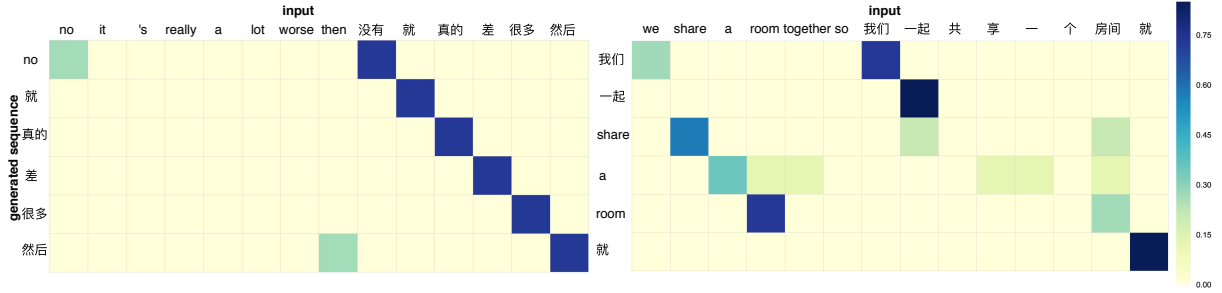 input
no it 's really a lot worse then 没有 就 真的 差 很多 然后
generated sequence
no
就
真的
差
很多
然后
input
we share a room together so 我们 一起 共 享 一 个 房间 就
我们
一起
share
a
room
就
0.75
0.60
0.45
0.30
0.15
0.00